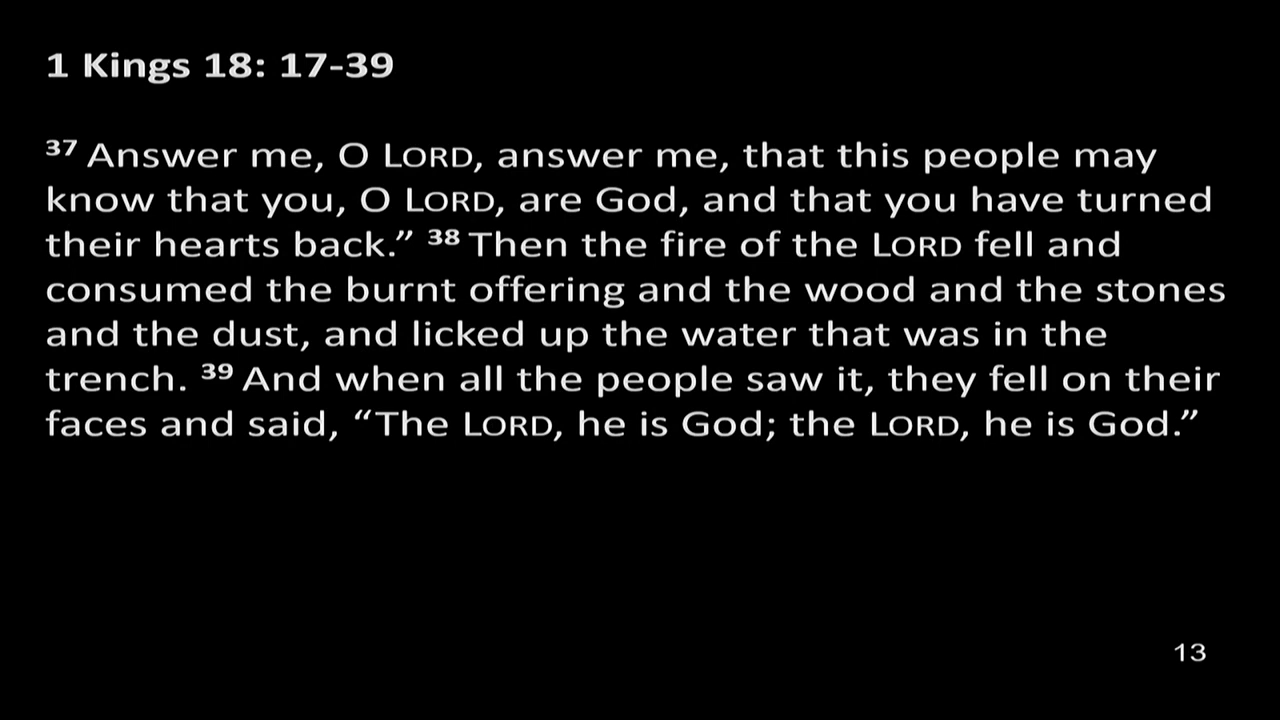 1 Kings 18: 17-39
37 Answer me, O LORD, answer me, that this people may
know that you, O LORD, are God, and that you have turned
their hearts back.” 38 Then the fire of the LORD fell and
consumed the burnt offering and the wood and the stones
and the dust, and licked up the water that was in the
trench. 39 And when all the people saw it, they fell on their
faces and said, “The LORD, he is God; the LORD, he is God.”
13